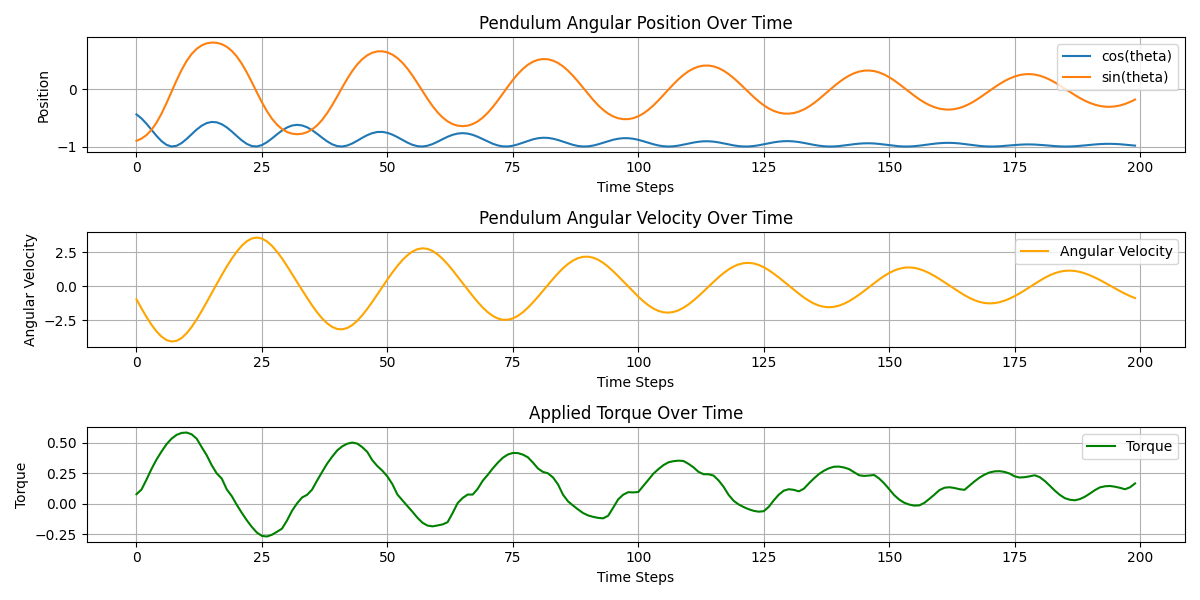 Pendulum Angular Position Over Time
Position
0
−1
cos(theta)
sin(theta)
0 25 50 75 100 125 150 175 200
Time Steps
Pendulum Angular Velocity Over Time
Angular Velocity
2.5
0.0
−2.5
Angular Velocity
0 25 50 75 100 125 150 175 200
Time Steps
Applied Torque Over Time
Torque
0.50
0.25
0.00
−0.25
Torque
0 25 50 75 100 125 150 175 200
Time Steps